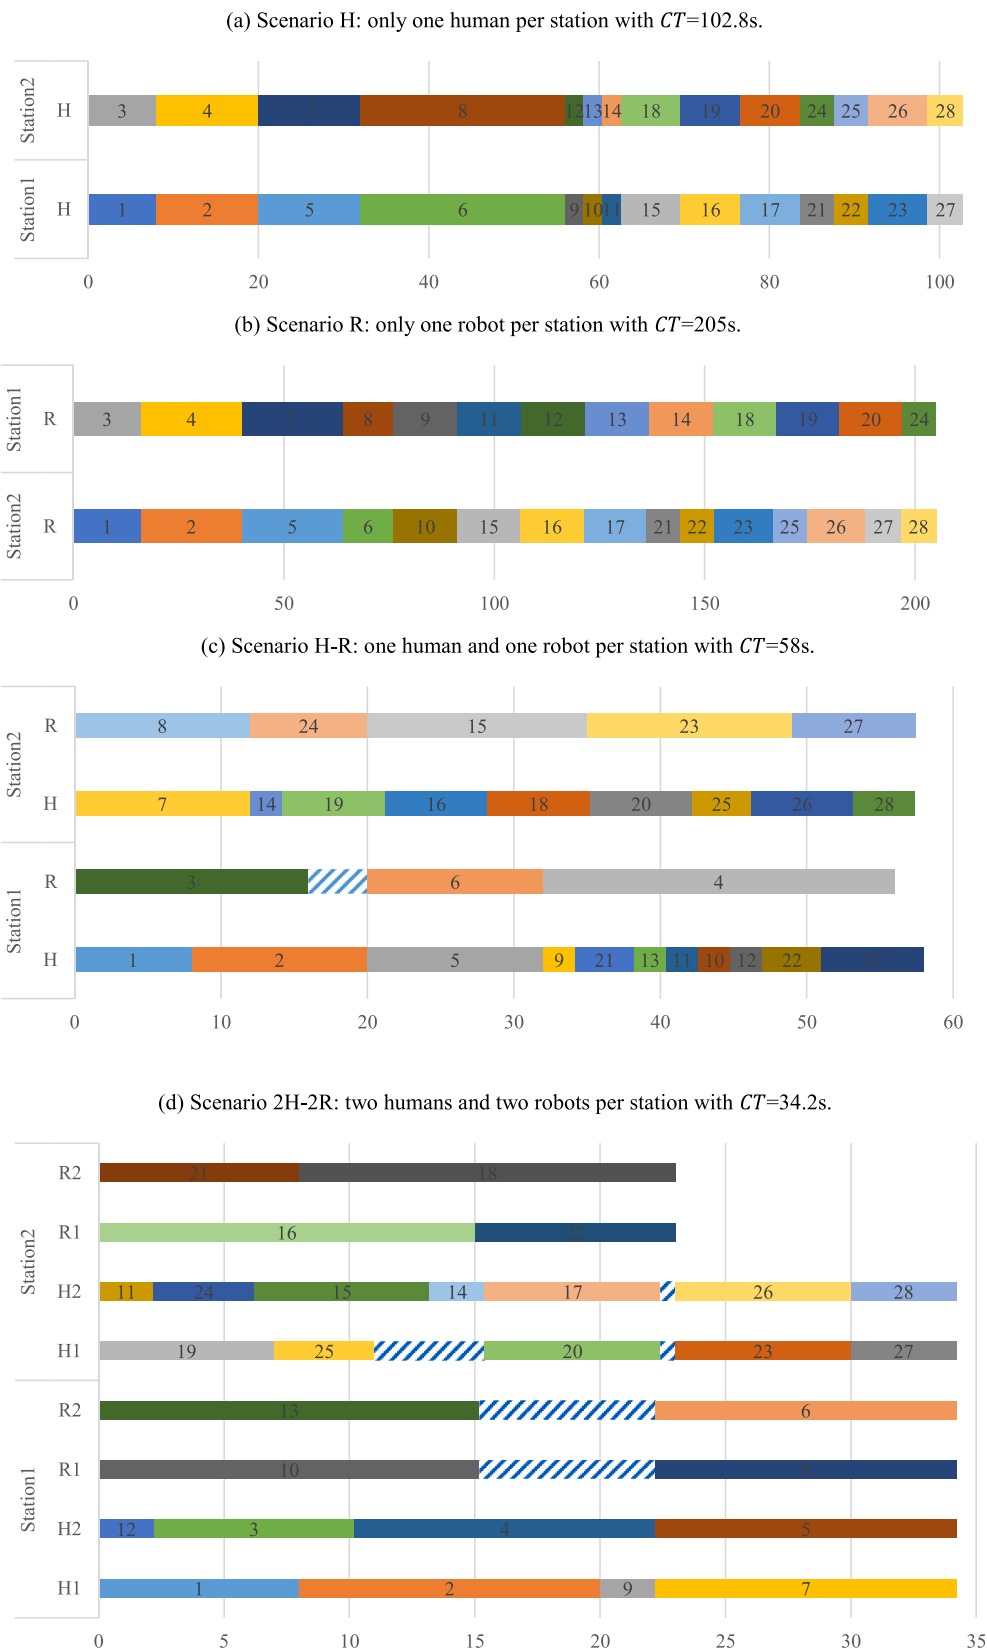 (a) Scenario H: only one human per station with CT=102.8s.
Station2
H
3 4 7 8 12 13 14 18 19 20 24 25 26 28
Station1
H
1 2 5 6 9 10 11 15 16 17 21 22 23 27
0 20 40 60 80 100
(b) Scenario R: only one robot per station with CT=205s.
Station1
R
3 4 7 8 9 11 12 13 14 18 19 20 24
Station2
R
1 2 5 6 10 15 16 17 21 22 23 25 26 27 28
0 50 100 150 200
(c) Scenario H-R: one human and one robot per station with CT=58s.
Station2
R
8 24 15 23 27
H
7 14 19 16 18 20 25 26 28
Station1
R
3 6 4
H
1 2 5 9 21 13 11 10 12 22 17
0 10 20 30 40 50 60
(d) Scenario 2H-2R: two humans and two robots per station with CT=34.2s.
Station2
R2
21 18
R1
16 22
H2
11 24 15 14 17 26 28
H1
19 25 20 23 27
Station1
R2
13 6
R1
10
H2
12 3 4 5
H1
1 2 9 7
0 5 10 15 20 25 30 35